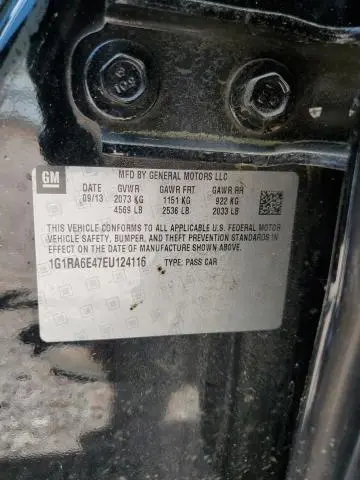 GM
MFD BY GENERAL MOTORS LLC
DATE GVWR GAWR FRT GAWR RR
09/13 2073 KG 1151 KG 922 KG
4569 LB 2536 LB 2033 LB
THIS VEHICLE CONFORMS TO ALL APPLICABLE U.S. FEDERAL MOTOR
VEHICLE SAFETY, BUMPER, AND THEFT PREVENTION STANDARDS
IN EFFECT ON THE DATE OF MANUFACTURE SHOWN ABOVE.
1G1RA6E47EU124116 TYPE: PASS CAR